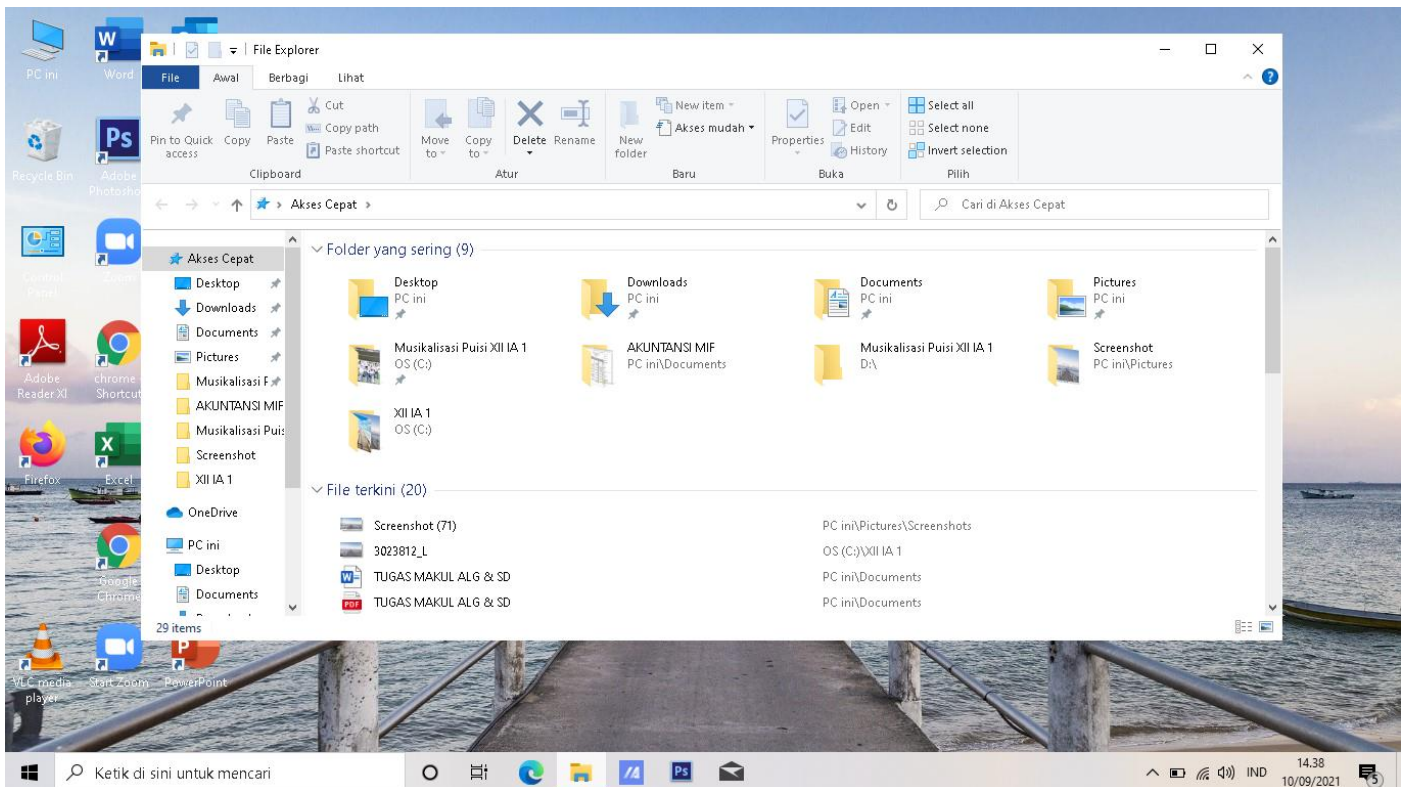 PC ini
Word
File Explorer
File Awal Berbagi Lihat
Pin to Quick access
Copy
Paste
Cut
Copy path
Paste shortcut
Clipboard
Move to
Copy to
Delete
Rename
Atur
New folder
New item
Akses mudah
Baru
Properties
Open
Edit
History
Buka
Select all
Select none
Invert selection
Pilih
Akses Cepat
Cari di Akses Cepat
Recycle Bin
Ps
Adobe
Zoom
Adobe
Reader XI
chrome -
Shortcut
Firefox
Excel
Google
Chrome
VLC media
player
Start Zoom
PowerPoint
Akses Cepat
Desktop
Downloads
Documents
Pictures
Musikalisasi F
AKUNTANSI MIF
Musikalisasi Puis
Screenshot
XII IA 1
OneDrive
PC ini
Desktop
Documents
Folder yang sering (9)
Desktop
PC ini
Downloads
PC ini
Documents
PC ini
Pictures
PC ini
Musikalisasi Puisi XII IA 1
OS (C:)
AKUNTANSI MIF
PC ini\Documents
Musikalisasi Puisi XII IA 1
D:\
Screenshot
PC ini\Pictures
XII IA 1
OS (C:)
File terkini (20)
Screenshot (71) PC ini\Pictures\Screenshots
3023812_L OS (C:)\XII IA 1
TUGAS MAKUL ALG & SD PC ini\Documents
PDF TUGAS MAKUL ALG & SD PC ini\Documents
29 items
Ketik di sini untuk mencari
Ps
IND
14.38
10/09/2021
5